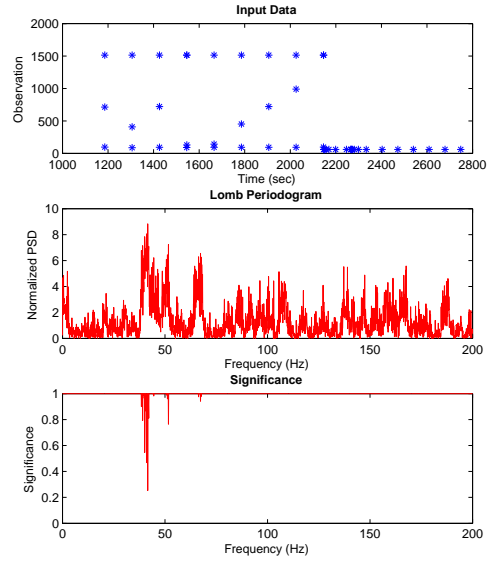 Input Data
2000
1500
1000
500
0
Observation
1000 1200 1400 1600 1800 2000 2200 2400 2600 2800
Time (sec)
Lomb Periodogram
10
8
6
4
2
0
Normalized PSD
0 50 100 150 200
Frequency (Hz)
Significance
1
0.8
0.6
0.4
0.2
0
Significance
0 50 100 150 200
Frequency (Hz)